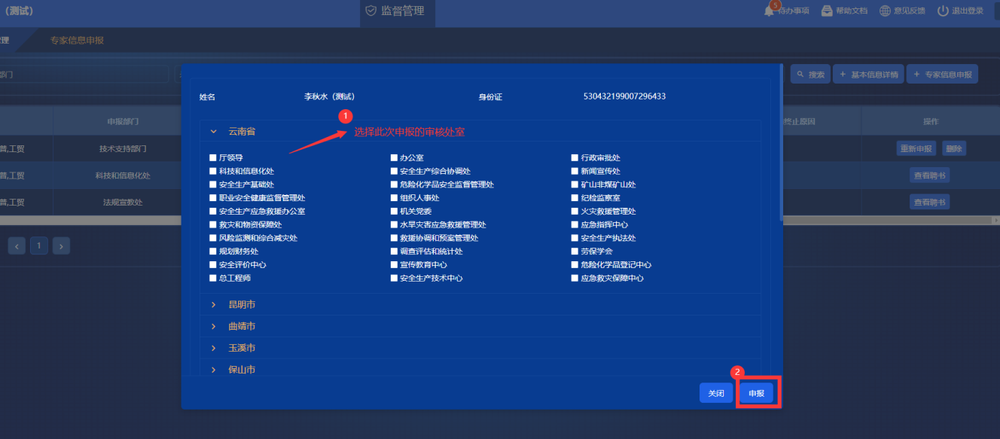 （测试）
监督管理
5
待办事项
帮助文档
意见反馈
退出登录
理
专家信息申报
部门
搜索
+ 基本信息详情
+ 专家信息申报
姓名 李秋水（测试） 身份证 530432199007296433
1
云南省 选择此次申报的审核处室
申报部门
终止原因
操作
厅领导 办公室 行政审批处
科技和信息化处 安全生产综合协调处 新闻宣传处
安全生产基础处 危险化学品安全监督管理处 矿山非煤矿山处
职业安全健康监督管理处 组织人事处 纪检监察室
安全生产应急救援办公室 机关党委 火灾救援管理处
救灾和物资保障处 水旱灾害应急救援管理处 应急指挥中心
风险监测和综合减灾处 救援协调和预案管理处 安全生产执法处
规划财务处 调查评估和统计处 劳保学会
安全评价中心 宣传教育中心 危险化学品登记中心
总工程师 安全生产技术中心 应急救灾保障中心
普,工贸 技术支持部门 重新申报 删除
普,工贸 科技和信息化处 查看聘书
普,工贸 法规宣教处 查看聘书
1
昆明市
曲靖市
玉溪市
保山市
2
关闭 申报